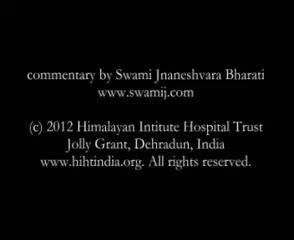 commentary by Swami Jnaneshvara Bharati
www.swamij.com
(c) 2012 Himalayan Intitute Hospital Trust
Jolly Grant, Dehradun, India
www.hihtindia.org. All rights reserved.